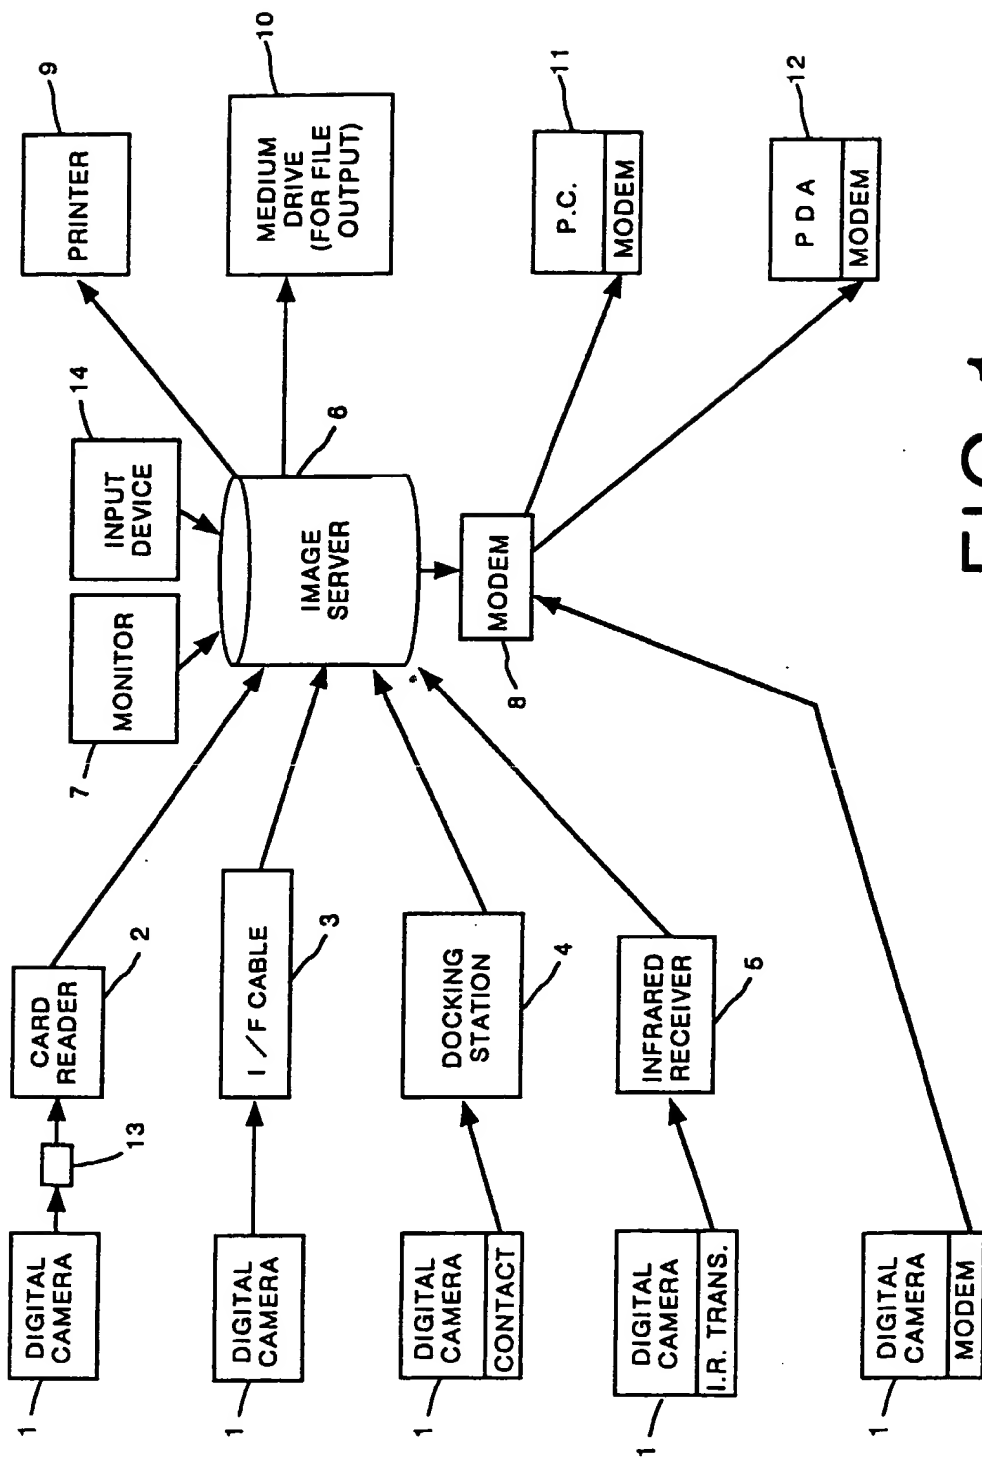 1
DIGITAL
CAMERA
13
CARD
READER
2
1
DIGITAL
CAMERA
I/F CABLE
3
1
DIGITAL
CAMERA
CONTACT
DOCKING
STATION
4
1
DIGITAL
CAMERA
I.R. TRANS.
INFRARED
RECEIVER
5
1
DIGITAL
CAMERA
MODEM
7
MONITOR
INPUT
DEVICE
14
IMAGE
SERVER
6
8
MODEM
PRINTER
9
MEDIUM
DRIVE
(FOR FILE
OUTPUT)
10
P.C.
MODEM
11
PDA
MODEM
12
FIG. 1